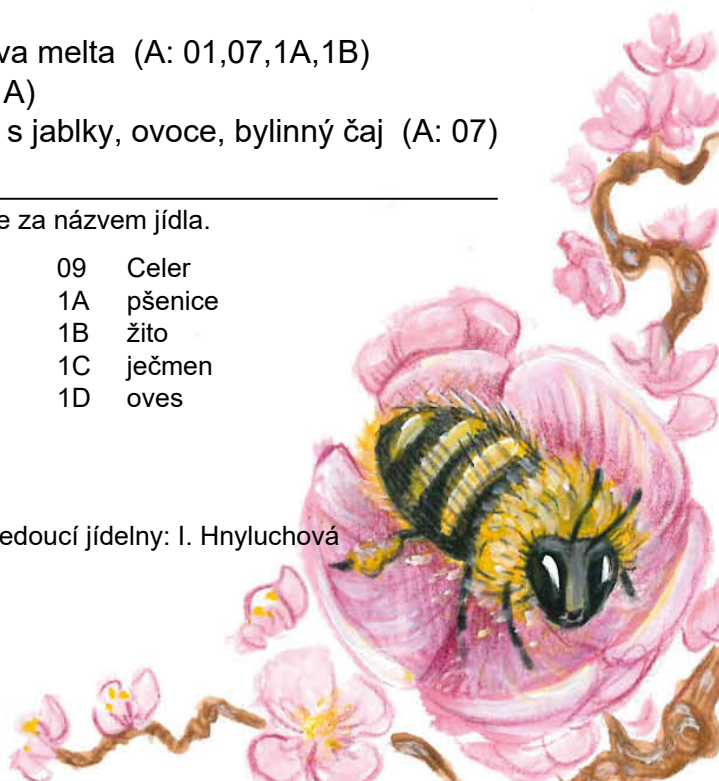 va melta (A: 01,07,1A,1B)
A)
s jablky, ovoce, bylinný čaj (A: 07)
e za názvem jídla.
09 Celer
1A pšenice
1B žito
1C ječmen
1D oves
edoucí jídelny: I. Hnyluchová